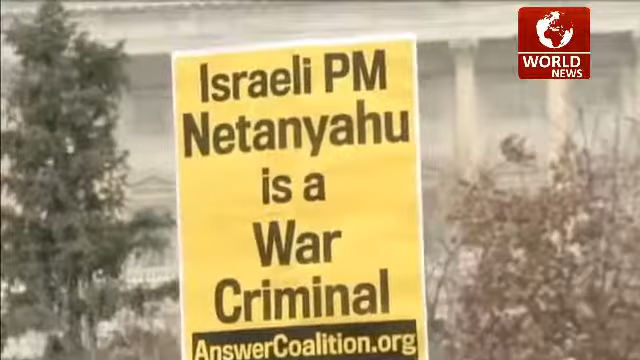 WORLD
NEWS
Israeli PM
Netanyahu
is a
War
Criminal
AnswerCoalition.org